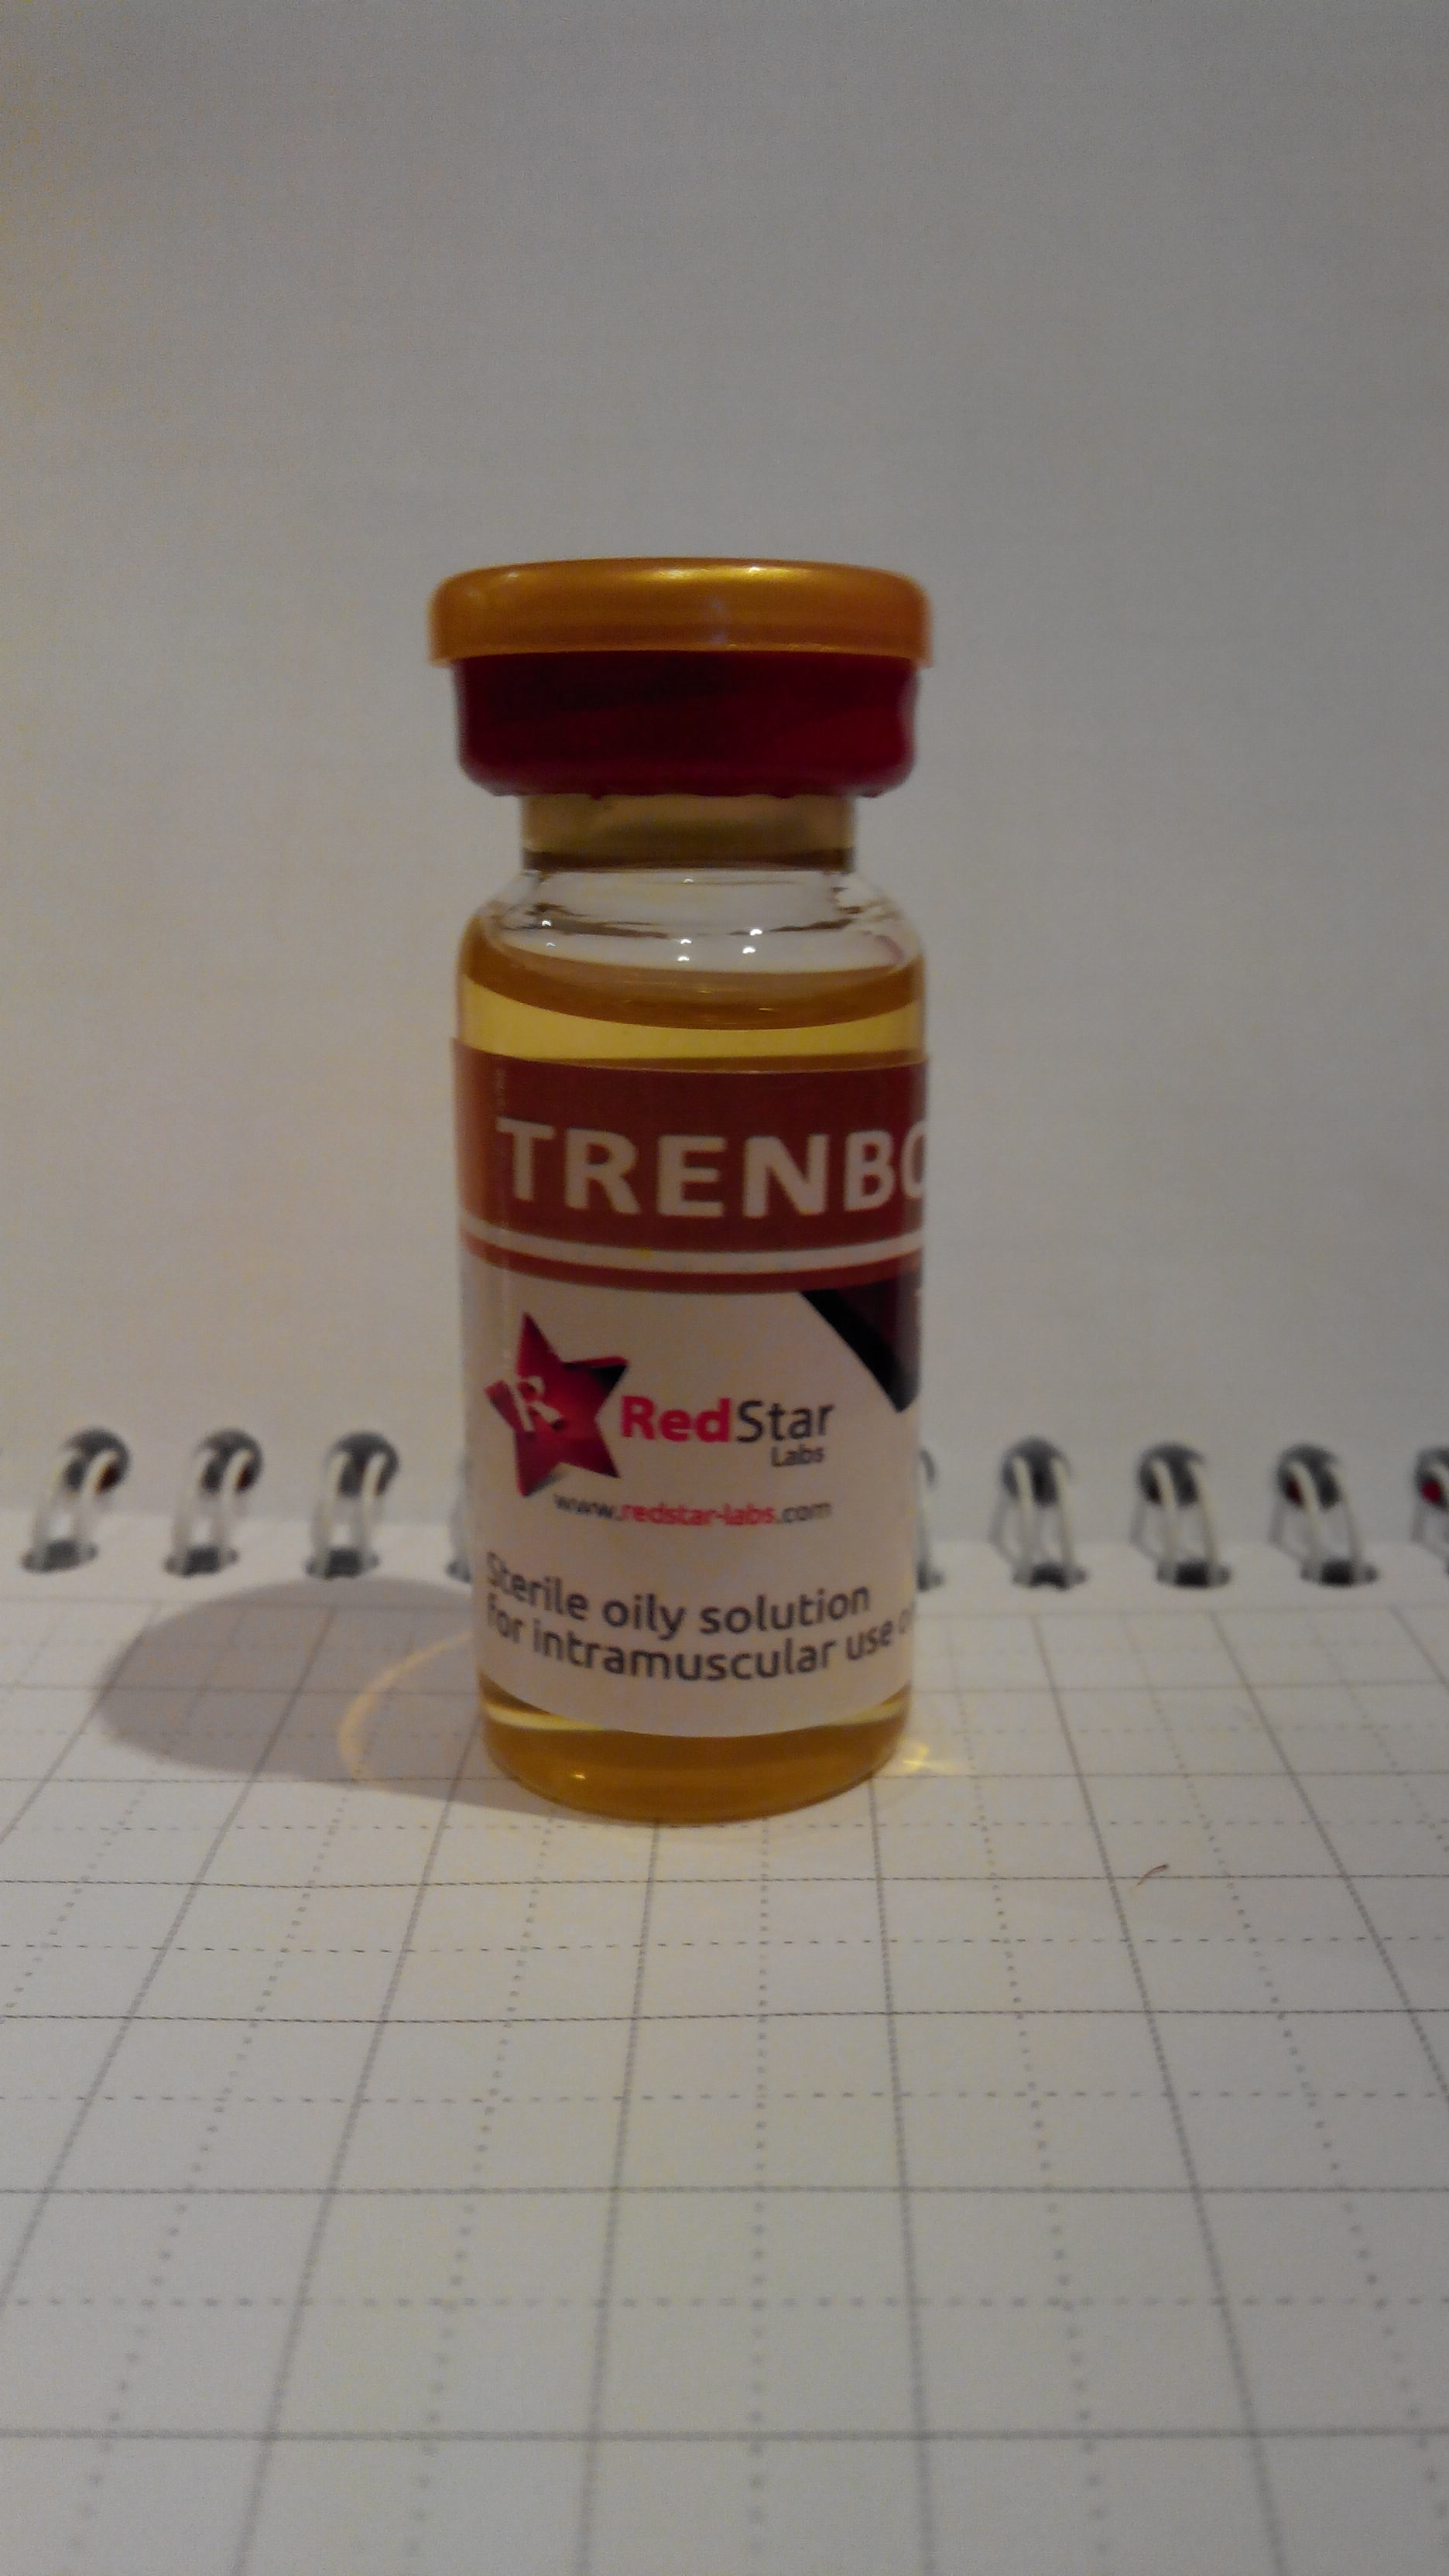 TRENBO
R
RedStar
Labs
www.redstar-labs.com
Sterile oily solution
for intramuscular use